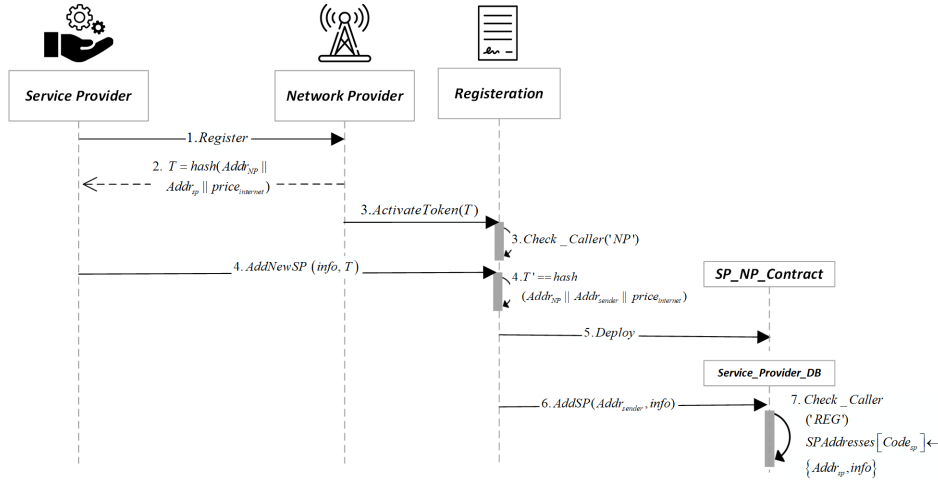 Service Provider
Network Provider
Registeration
1.Register
2. T = hash(Addr_NP ||
Addr_sp || price_internet)
3.ActivateToken(T)
3.Check _Caller('NP')
4.AddNewSP (info, T)
4.T' == hash
(Addr_NP || Addr_sender || price_internet)
SP_NP_Contract
5.Deploy
Service_Provider_DB
6.AddSP(Addr_sender, info)
7. Check _Caller
('REG')
SPAddresses[Code_sp]←
{Addr_sp, info}